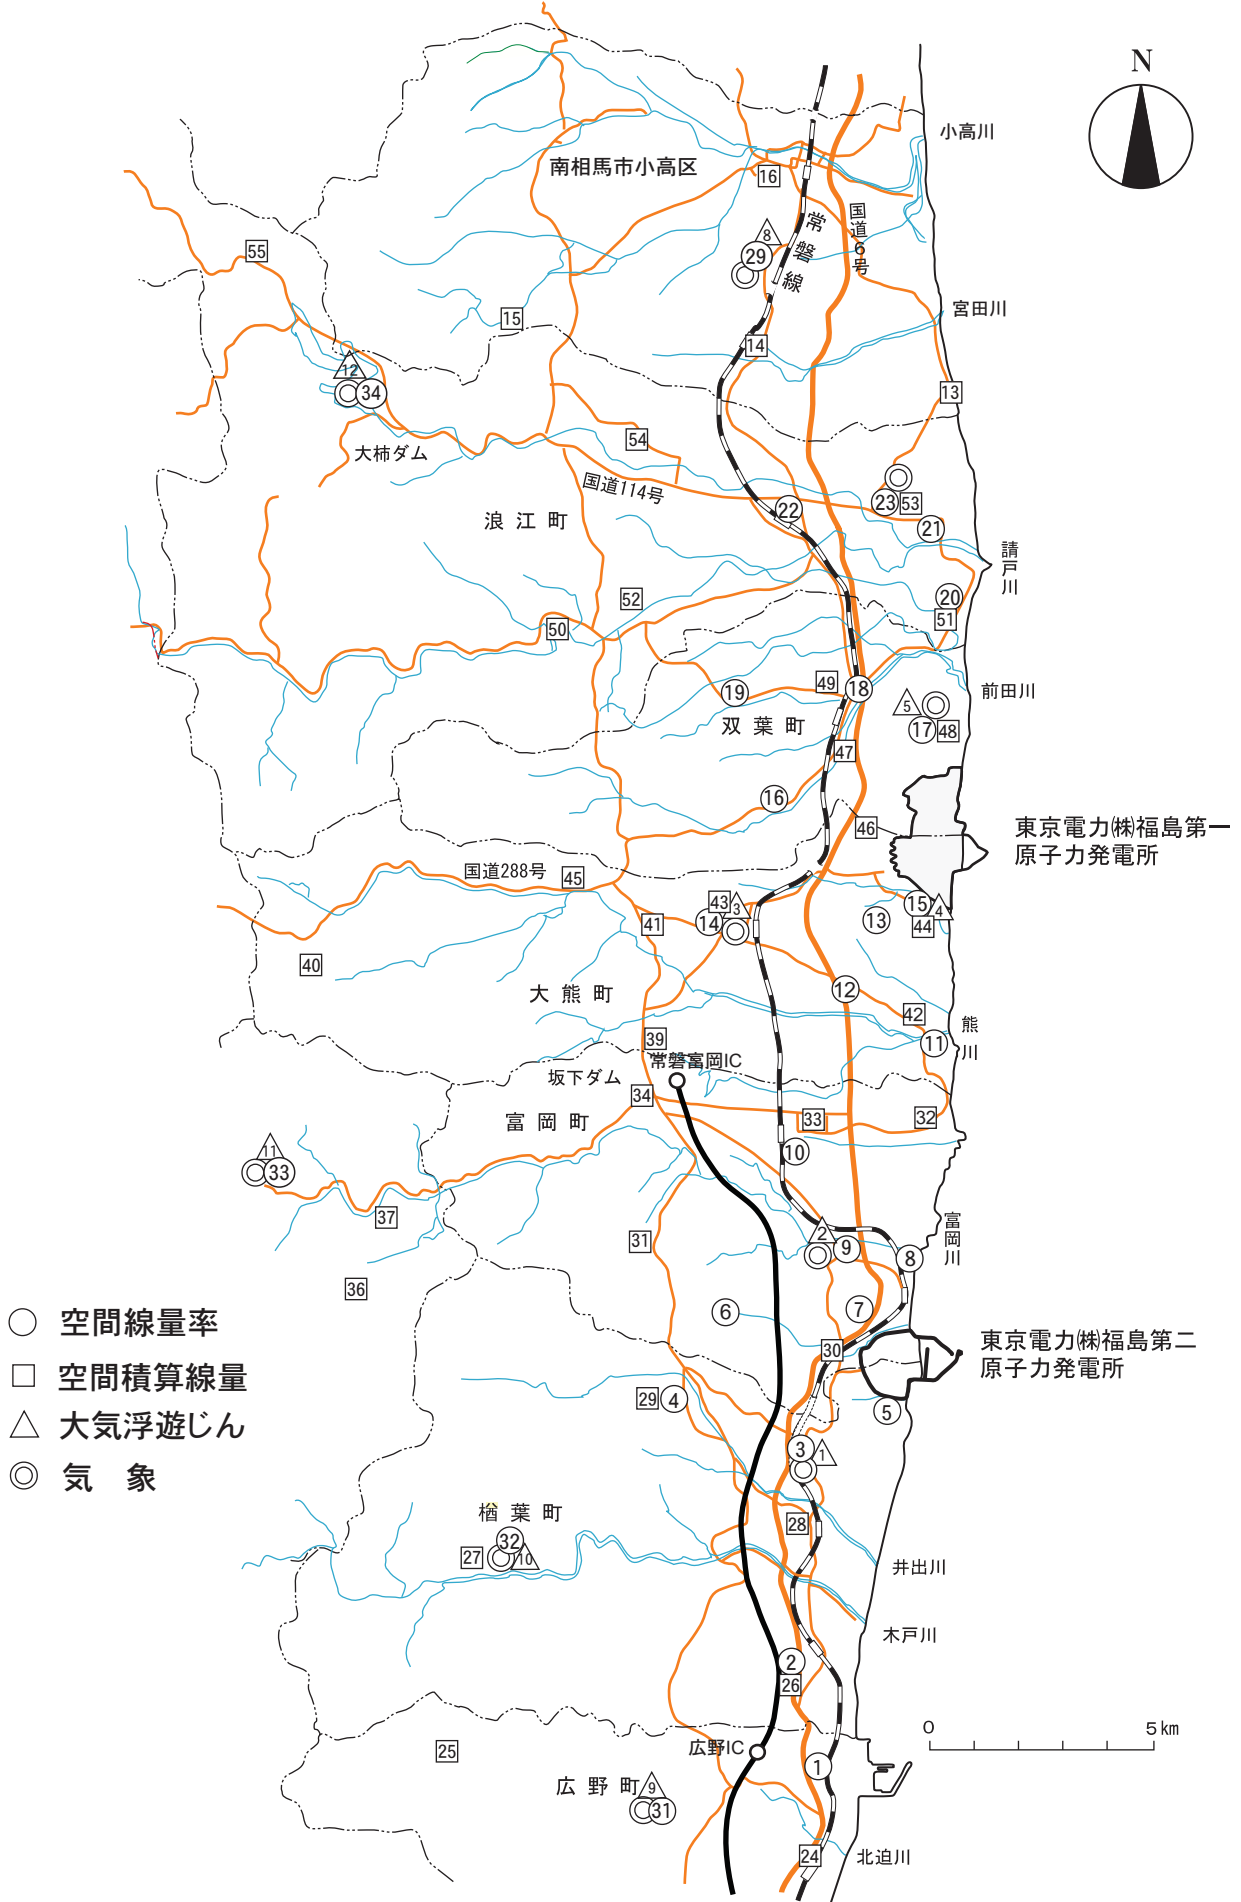 N
小高川
南相馬市小高区
16
国道6号
8
常磐線
29
55
宮田川
15
14
12
34
13
大柿ダム
54
国道114号
23
53
22
浪江町
21
請戸川
52
20
51
50
49
18
19
前田川
5
双葉町
17
48
47
16
46
東京電力㈱福島第一
原子力発電所
国道288号
45
43
3
15
4
14
13
41
44
40
大熊町
12
42
熊川
11
39
常磐富岡IC
坂下ダム
34
富岡町
33
32
11
33
10
37
富岡川
2
31
9
8
36
6
7
○ 空間線量率
30
東京電力㈱福島第二
原子力発電所
□ 空間積算線量
29
4
5
△ 大気浮遊じん
3
1
◎ 気象
楢葉町
28
32
27
10
井出川
木戸川
2
26
0
5km
25
広野IC
1
広野町
9
31
24
北迫川